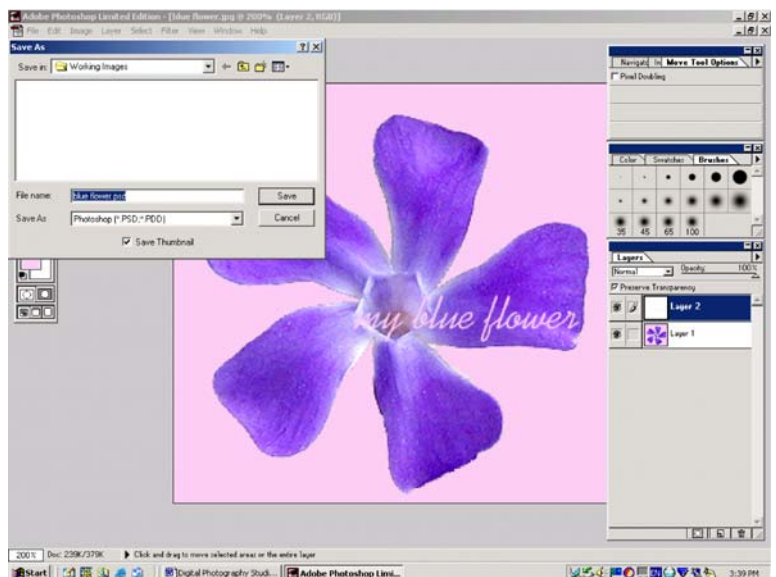 Adobe Photoshop Limited Edition - [blue flower.jpg @ 200% (Layer 2, RGB)]
File Edit Image Layer Select Filter View Window Help
Save As
Save in: Working Images
File name: blue flower.psd Save
Save As Photoshop (*.PSD;*.PDD) Cancel
Save Thumbnail
Navigator In Move Tool Options
Pixel Doubling
Color Swatches Brushes
35 45 65 100
Layers
Normal Opacity: 100%
Preserve Transparency
Layer 2
Layer 1
my blue flower
200% Doc: 239K/379K Click and drag to move selected areas or the entire layer
Start Digital Photography Studi... Adobe Photoshop Limi... 3:39 PM